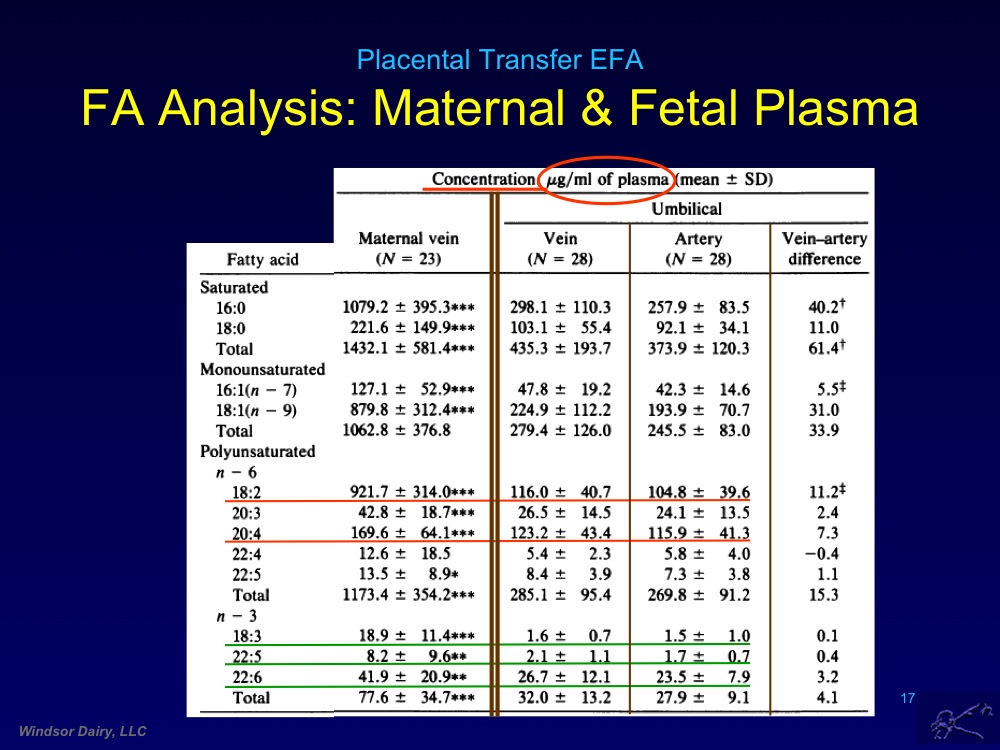 Placental Transfer EFA
FA Analysis: Maternal & Fetal Plasma
Concentration μg/ml of plasma (mean ± SD)
Umbilical
Maternal vein Vein Artery Vein–artery
Fatty acid (N = 23) (N = 28) (N = 28) difference
Saturated
16:0 1079.2 ± 395.3*** 298.1 ± 110.3 257.9 ± 83.5 40.2†
18:0 221.6 ± 149.9*** 103.1 ± 55.4 92.1 ± 34.1 11.0
Total 1432.1 ± 581.4*** 435.3 ± 193.7 373.9 ± 120.3 61.4†
Monounsaturated
16:1(n − 7) 127.1 ± 52.9*** 47.8 ± 19.2 42.3 ± 14.6 5.5‡
18:1(n − 9) 879.8 ± 312.4*** 224.9 ± 112.2 193.9 ± 70.7 31.0
Total 1062.8 ± 376.8 279.4 ± 126.0 245.5 ± 83.0 33.9
Polyunsaturated
n − 6
18:2 921.7 ± 314.0*** 116.0 ± 40.7 104.8 ± 39.6 11.2‡
20:3 42.8 ± 18.7*** 26.5 ± 14.5 24.1 ± 13.5 2.4
20:4 169.6 ± 64.1*** 123.2 ± 43.4 115.9 ± 41.3 7.3
22:4 12.6 ± 18.5 5.4 ± 2.3 5.8 ± 4.0 −0.4
22:5 13.5 ± 8.9* 8.4 ± 3.9 7.3 ± 3.8 1.1
Total 1173.4 ± 354.2*** 285.1 ± 95.4 269.8 ± 91.2 15.3
n − 3
18:3 18.9 ± 11.4*** 1.6 ± 0.7 1.5 ± 1.0 0.1
22:5 8.2 ± 9.6** 2.1 ± 1.1 1.7 ± 0.7 0.4
22:6 41.9 ± 20.9** 26.7 ± 12.1 23.5 ± 7.9 3.2
Total 77.6 ± 34.7*** 32.0 ± 13.2 27.9 ± 9.1 4.1
17
Windsor Dairy, LLC